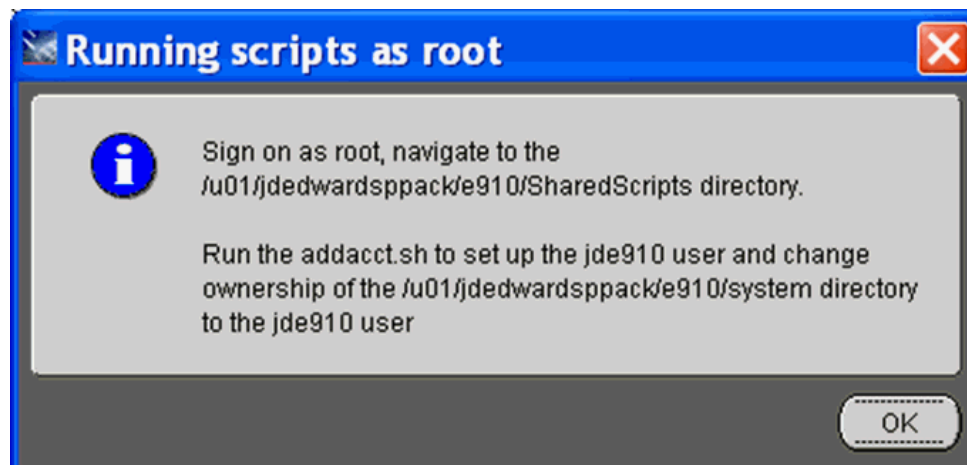 Running scripts as root
Sign on as root, navigate to the
/u01/jdedwardsppack/e910/SharedScripts directory.
Run the addacct.sh to set up the jde910 user and change
ownership of the /u01/jdedwardsppack/e910/system directory
to the jde910 user
OK